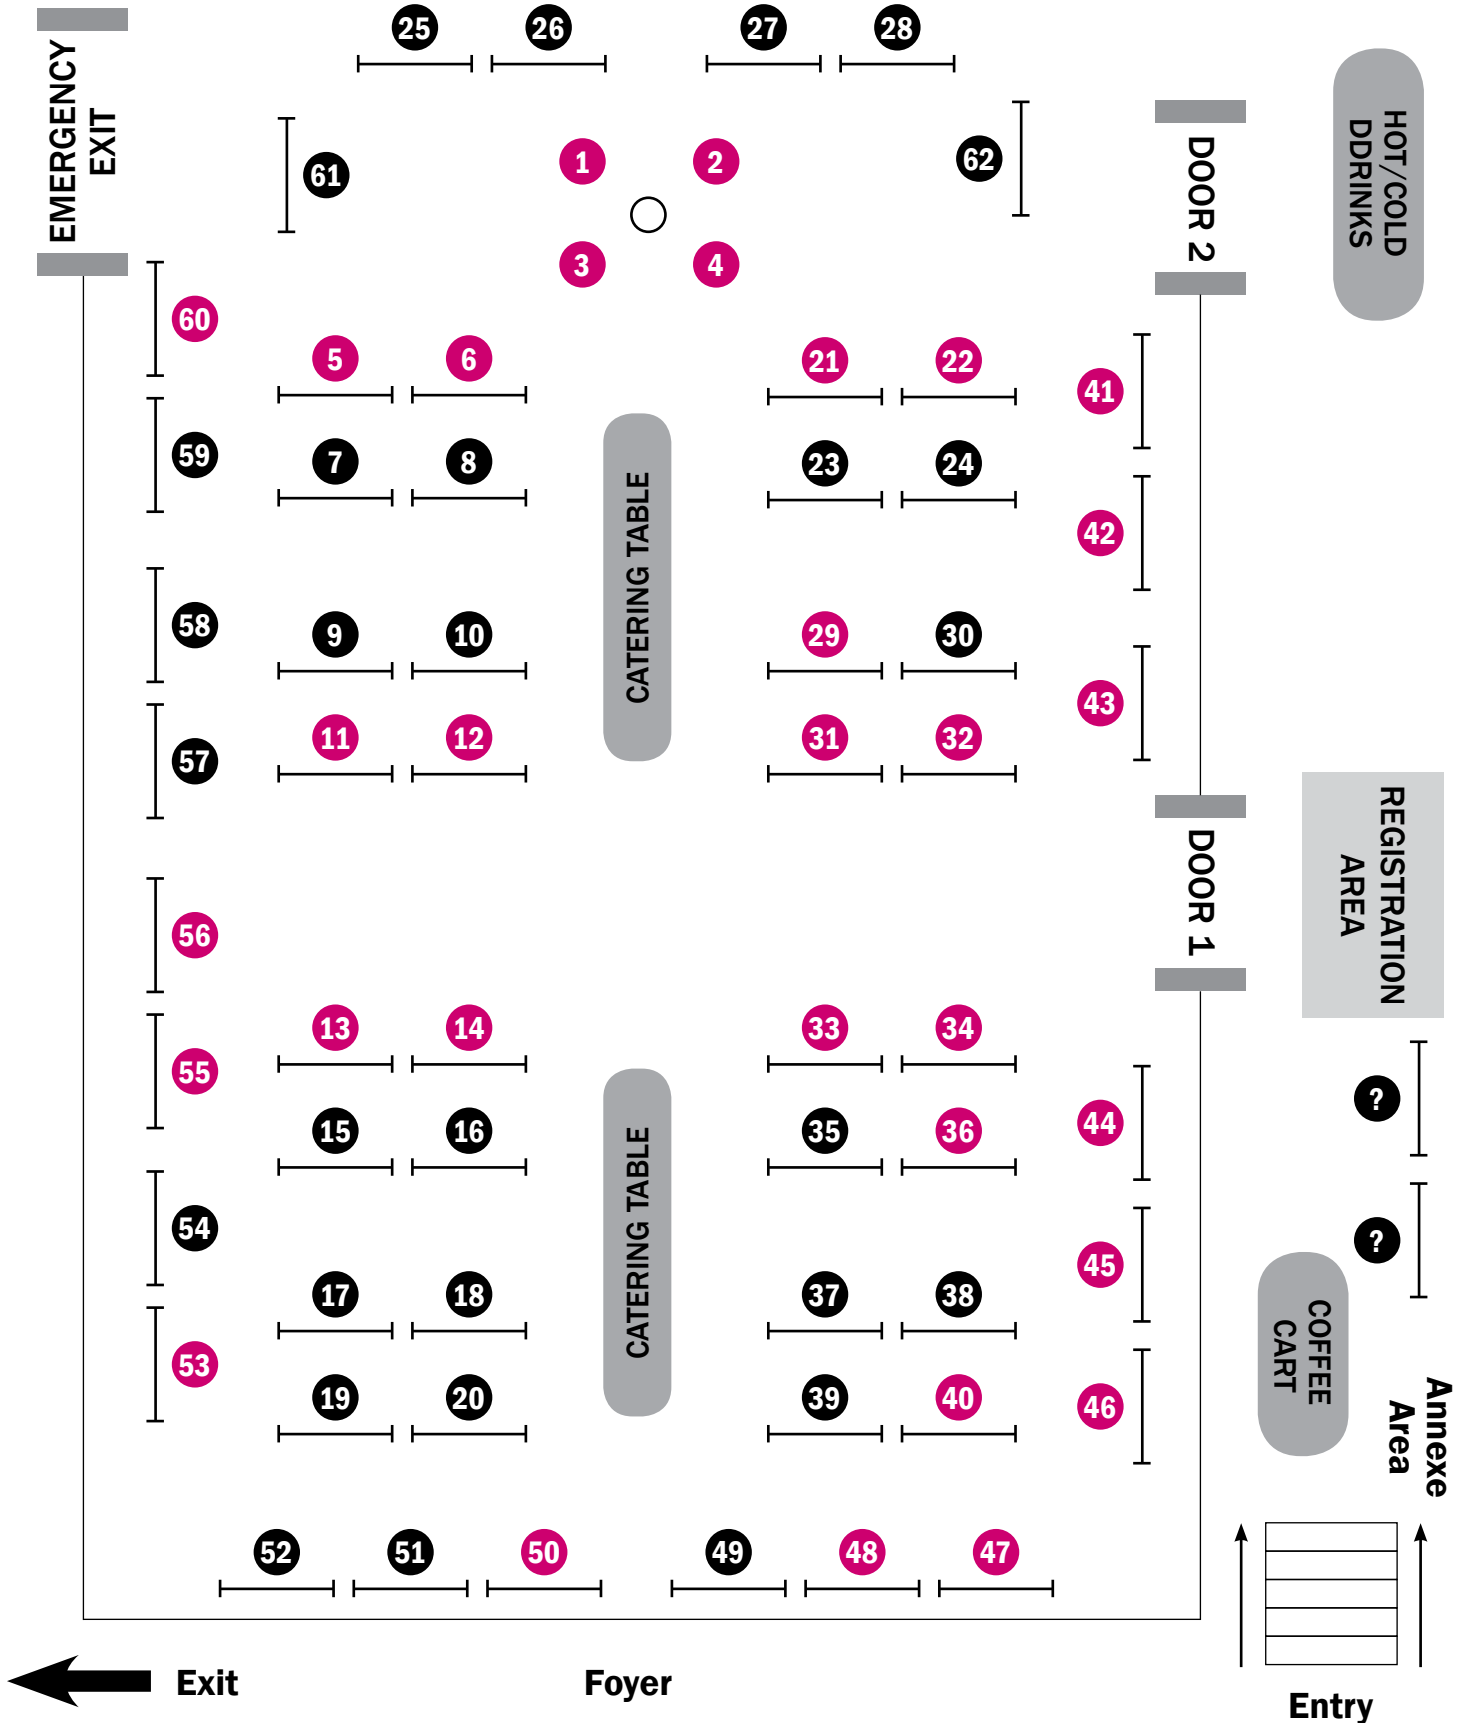 25 26 27 28
EMERGENCY
EXIT
61 1 2 62
3 4
DOOR 2
HOT/COLD
DDRINKS
60 5 6 21 22 41
59 7 8 23 24
CATERING TABLE
42
58 9 10 29 30
43
57 11 12 31 32
DOOR 1
REGISTRATION
AREA
56
13 14 33 34
55
?
15 16 35 36 44
CATERING TABLE
54
?
45
17 18 37 38
53
19 20 39 40 46
COFFEE
CART
Annexe
Area
52 51 50 49 48 47
Exit
Foyer
Entry